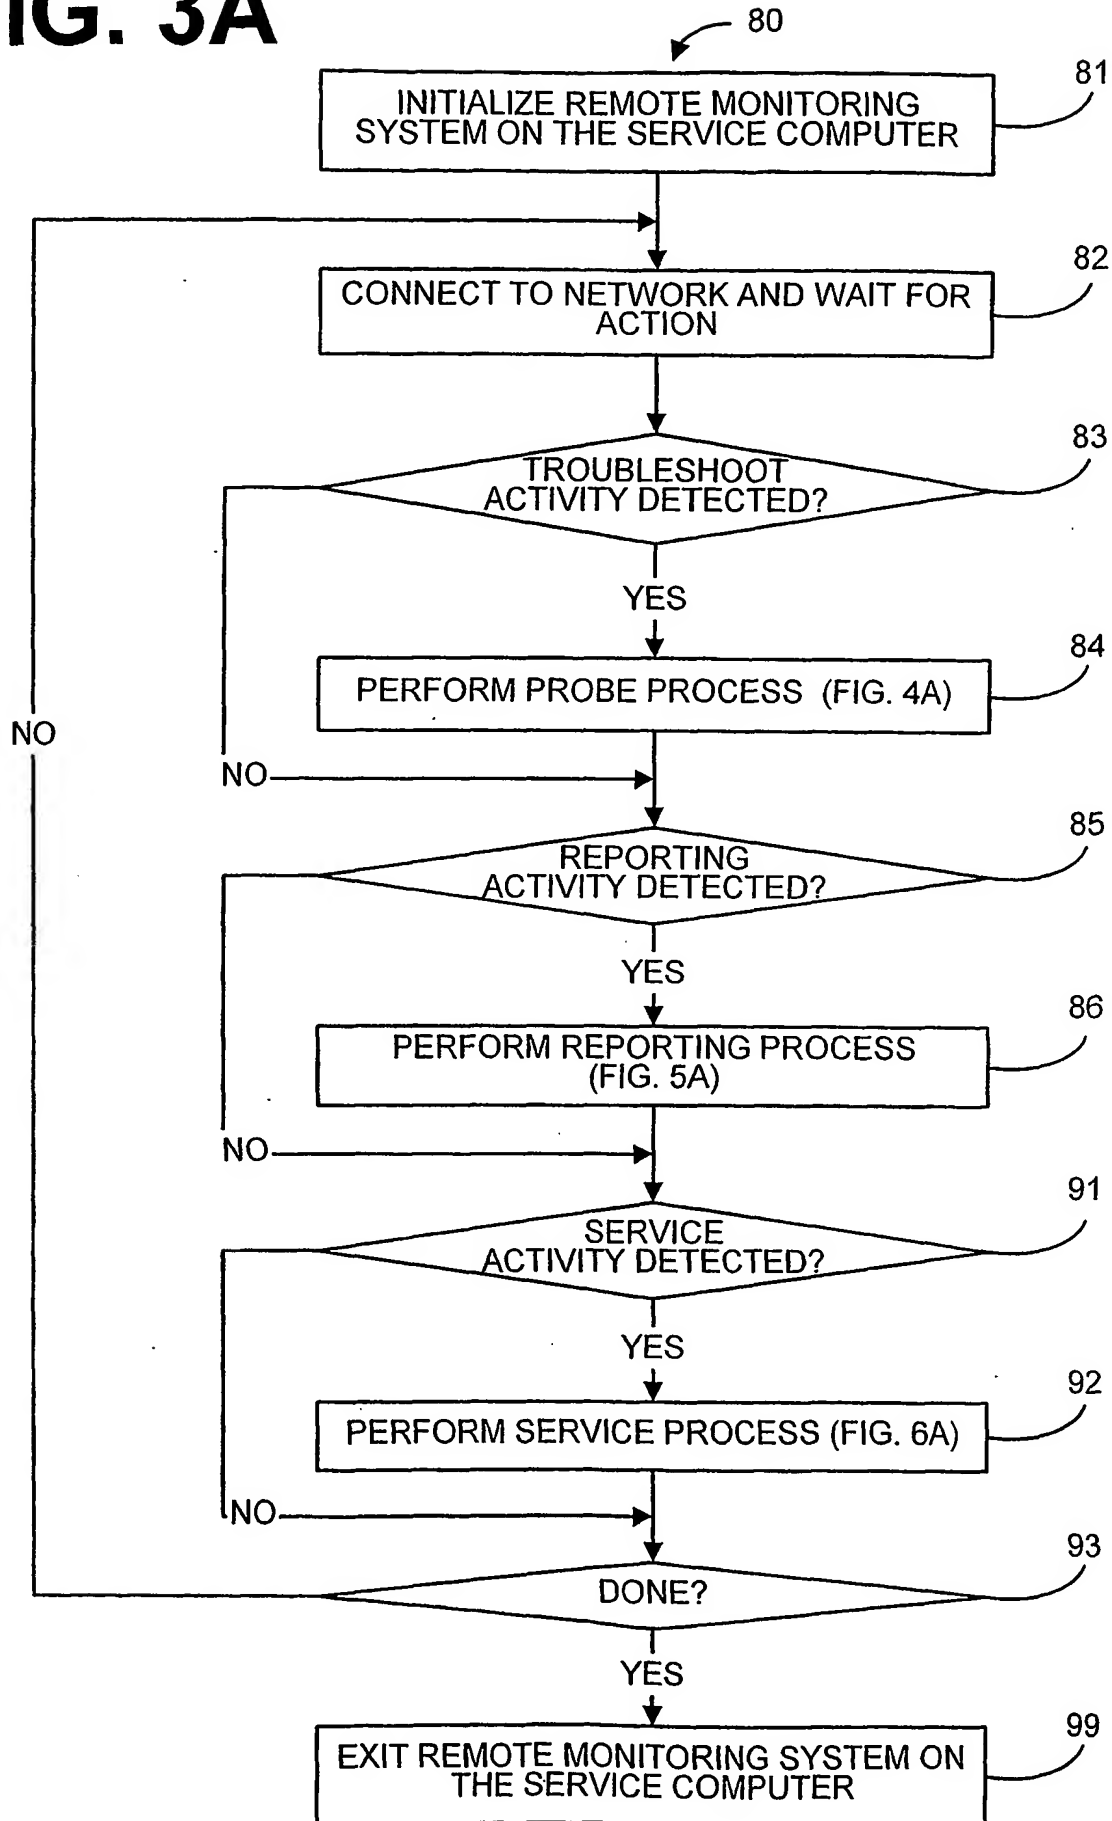 IG. 3A
80
INITIALIZE REMOTE MONITORING
SYSTEM ON THE SERVICE COMPUTER
81
CONNECT TO NETWORK AND WAIT FOR
ACTION
82
TROUBLESHOOT
ACTIVITY DETECTED?
83
YES
PERFORM PROBE PROCESS (FIG. 4A)
84
NO
NO
REPORTING
ACTIVITY DETECTED?
85
YES
PERFORM REPORTING PROCESS
(FIG. 5A)
86
NO
SERVICE
ACTIVITY DETECTED?
91
YES
PERFORM SERVICE PROCESS (FIG. 6A)
92
NO
DONE?
93
YES
EXIT REMOTE MONITORING SYSTEM ON
THE SERVICE COMPUTER
99